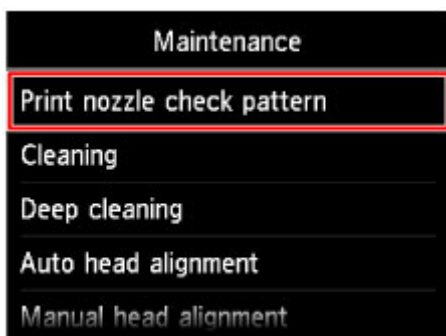 Maintenance
Print nozzle check pattern
Cleaning
Deep cleaning
Auto head alignment
Manual head alignment